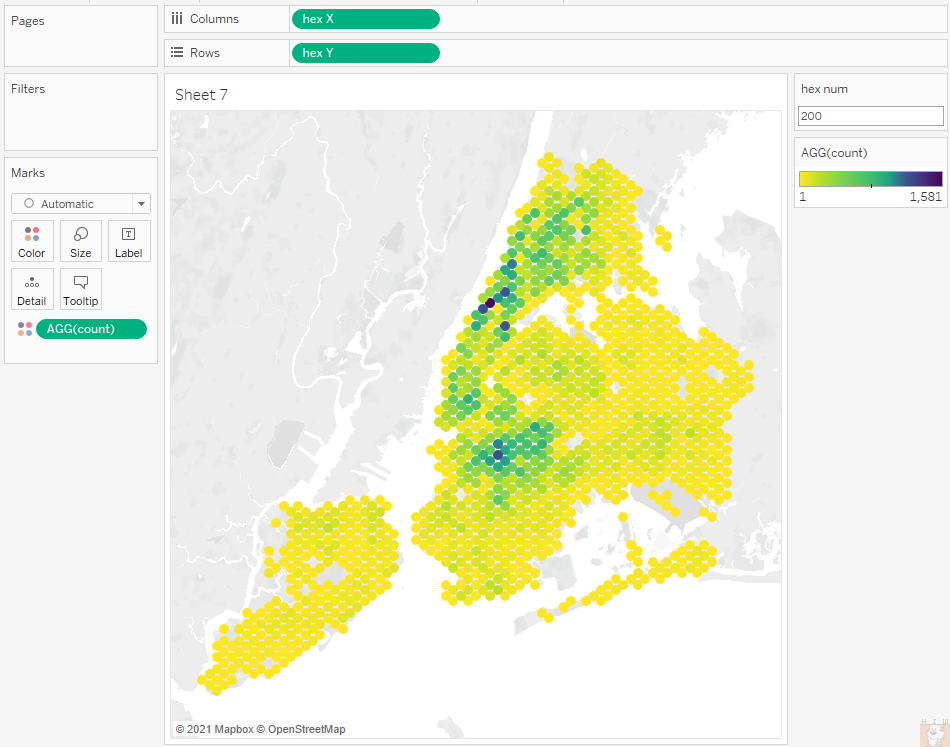 Pages
Columns
hex X
Rows
hex Y
Filters
Marks
Automatic
Color
Size
Label
Detail
Tooltip
AGG(count)
Sheet 7
© 2021 Mapbox © OpenStreetMap
hex num
200
AGG(count)
1
1,581